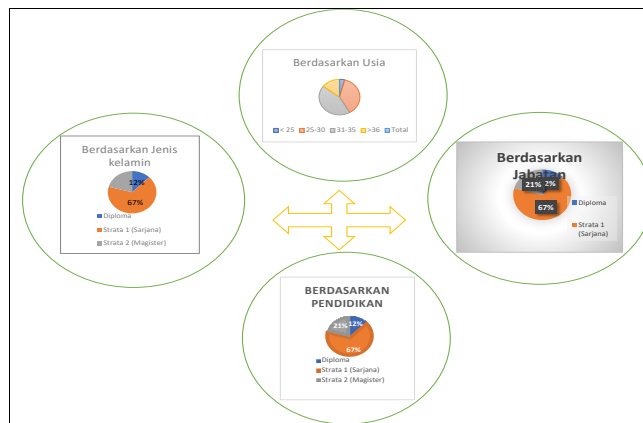 Berdasarkan Usia
< 25 25-30 31-35 >36 Total
Berdasarkan Jenis
kelamin
12%
67%
Diploma
Strata 1 (Sarjana)
Strata 2 (Magister)
Berdasarkan
Jabatan
21% 2%
67%
Diploma
Strata 1
(Sarjana)
BERDASARKAN
PENDIDIKAN
21% 12%
67%
Diploma
Strata 1 (Sarjana)
Strata 2 (Magister)